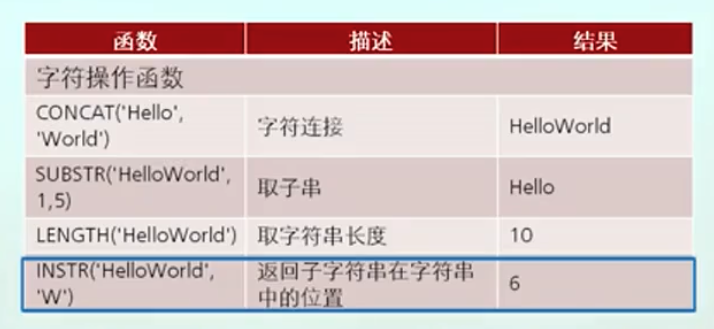 函数 描述 结果
字符操作函数
CONCAT('Hello', 'World') 字符连接 HelloWorld
SUBSTR('HelloWorld', 1,5) 取子串 Hello
LENGTH('HelloWorld') 取字符串长度 10
INSTR('HelloWorld', 'W') 返回子字符串在字符串中的位置 6